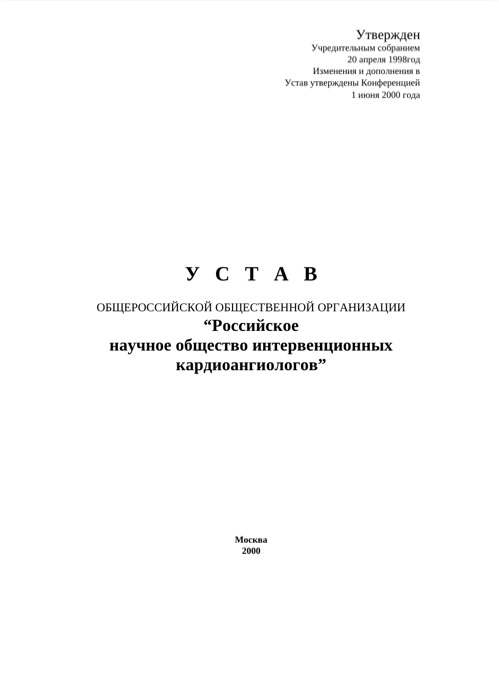 Утвержден
Учредительным собранием
20 апреля 1998год
Изменения и дополнения в
Устав утверждены Конференцией
1 июня 2000 года
У С Т А В
ОБЩЕРОССИЙСКОЙ ОБЩЕСТВЕННОЙ ОРГАНИЗАЦИИ
“Российское
научное общество интервенционных
кардиоангиологов”
Москва
2000